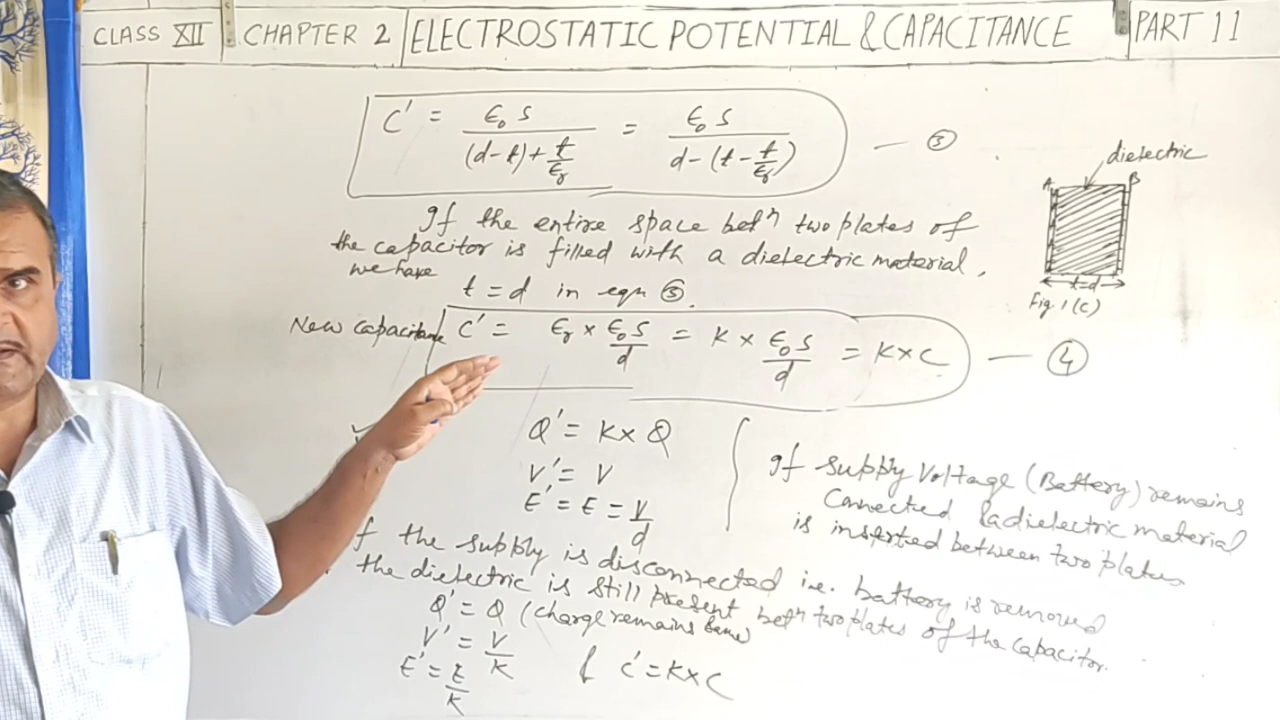 CLASS XII CHAPTER 2 ELECTROSTATIC POTENTIAL & CAPACITANCE PART 11
C' = ϵ₀ S / ((d-t) + t/ϵᵣ) = ϵ₀ S / (d - (t - t/ϵᵣ)) — ③
dielectric
A B
t=d
Fig. 1 (C)
If the entire space betⁿ two plates of
the capacitor is filled with a dielectric material,
we have
t = d in eqn ③.
New capacitance C' = ϵᵣ × ϵ₀S/d = K × ϵ₀S/d = K × C — ④
Q' = K × Q
V' = V
E' = E = V/d
If supply Voltage (Battery) remains
Connected & a dielectric material
is inserted between two plates
f the supply is disconnected i.e. battery is removed
the dielectric is still present betⁿ two plates of the capacitor.
Q' = Q (charge remains same)
V' = V/K
E' = E/K & C' = K × C